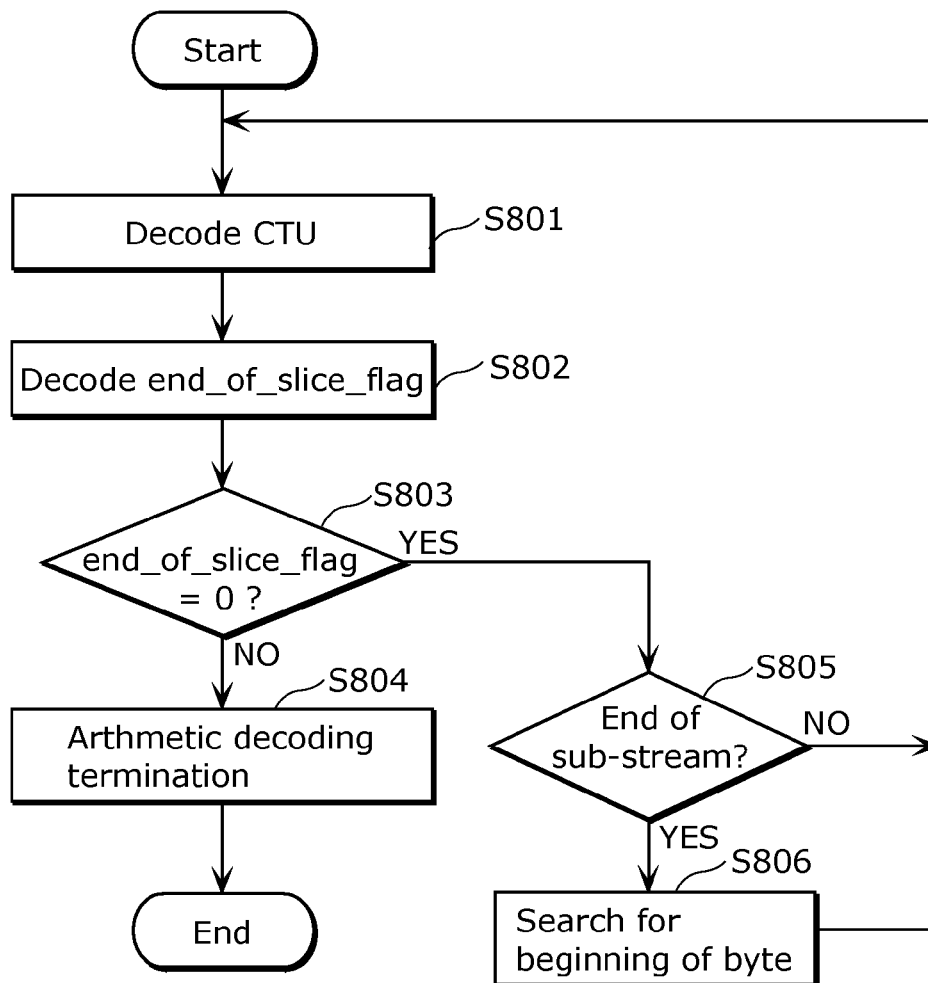 Start
Decode CTU
S801
Decode end_of_slice_flag
S802
S803
end_of_slice_flag
= 0 ?
YES
NO
S804
Arthmetic decoding
termination
End
S805
End of
sub-stream?
NO
YES
S806
Search for
beginning of byte